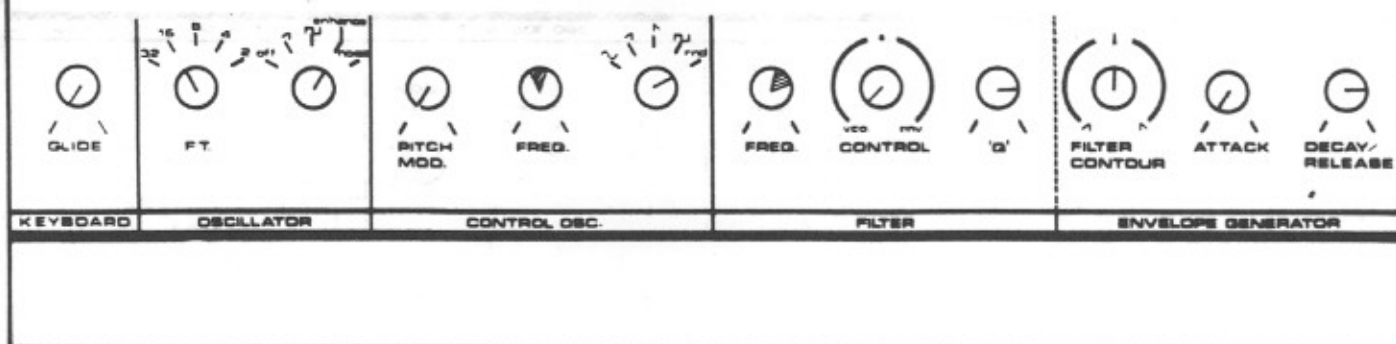 32 16 8 4 2
off enhance noise
rnd
GLIDE
F T.
PITCH
MOD.
FREQ.
FREQ.
vco. env
CONTROL
'Q'
FILTER
CONTOUR
ATTACK
DECAY/
RELEASE
KEYBOARD
OSCILLATOR
CONTROL OSC.
FILTER
ENVELOPE GENERATOR